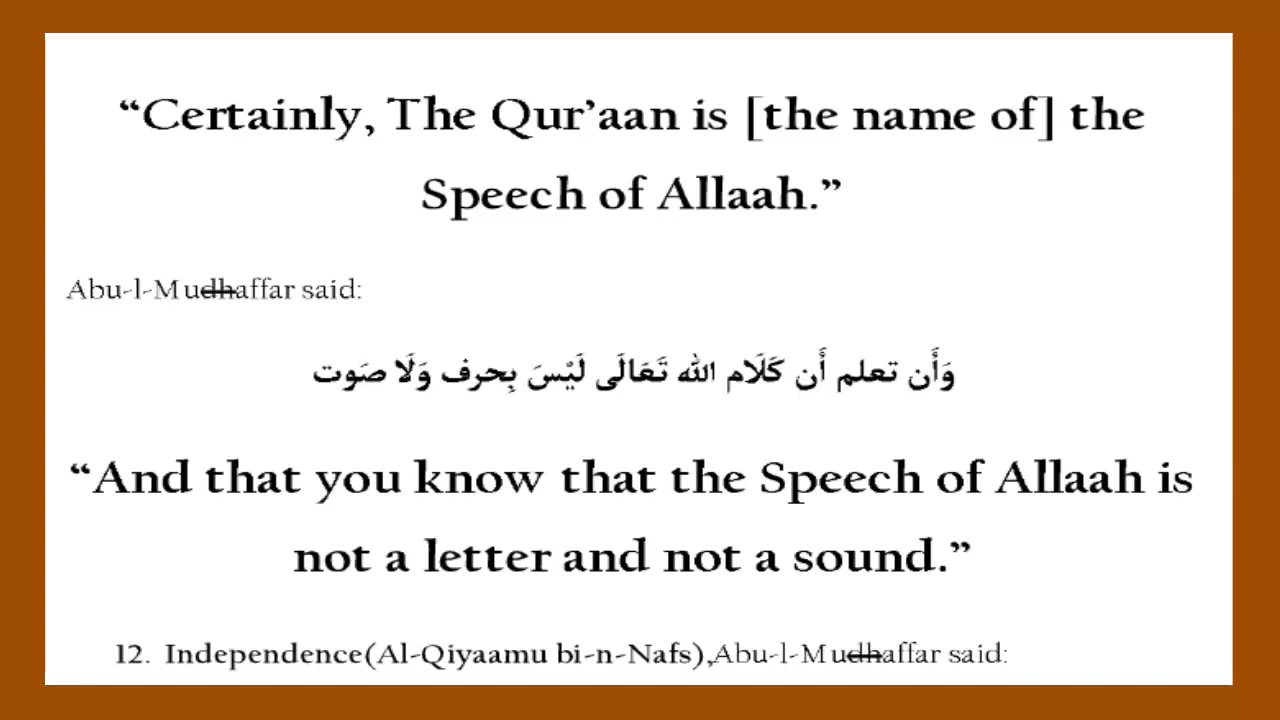 “Certainly, The Qur’aan is [the name of] the
Speech of Allaah.”
Abu-l-Mudhaffar said:
وَأَن تعلم أَن كَلَام الله تَعَالَى لَيْسَ بِحرف وَلَا صَوت
“And that you know that the Speech of Allaah is
not a letter and not a sound.”
12. Independence(Al-Qiyaamu bi-n-Nafs),Abu-l-Mudhaffar said: